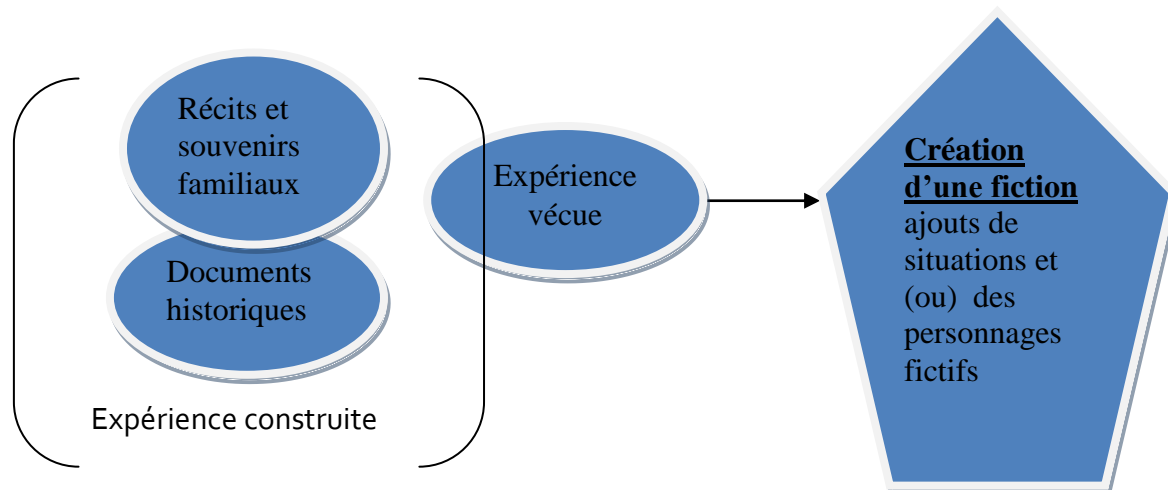 Récits et
souvenirs
familiaux
Documents
historiques
Expérience construite
Expérience
vécue
Création
d’une fiction
ajouts de
situations et
(ou) des
personnages
fictifs